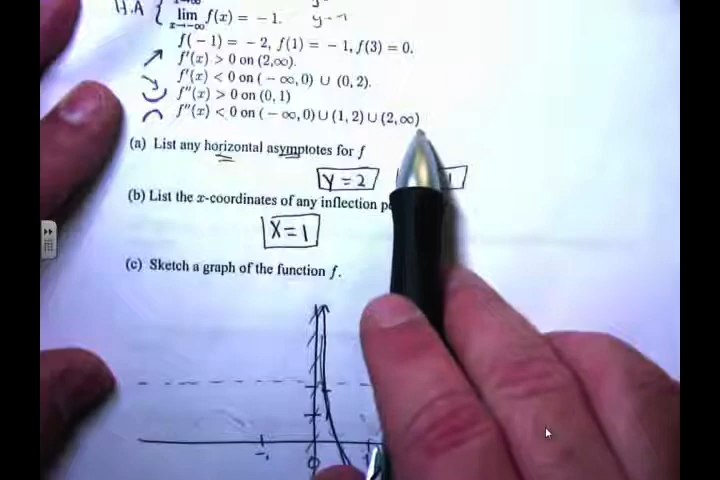 H.A { lim x→-∞ f(x) = -1.
f(-1) = -2, f(1) = -1, f(3) = 0.
f'(x) > 0 on (2,∞).
f'(x) < 0 on (-∞,0) ∪ (0,2).
f''(x) > 0 on (0,1)
f''(x) < 0 on (-∞,0) ∪ (1,2) ∪ (2,∞)
(a) List any horizontal asymptotes for f
y = 2
(b) List the x-coordinates of any inflection
x = 1
(c) Sketch a graph of the function f.
-1 0 1